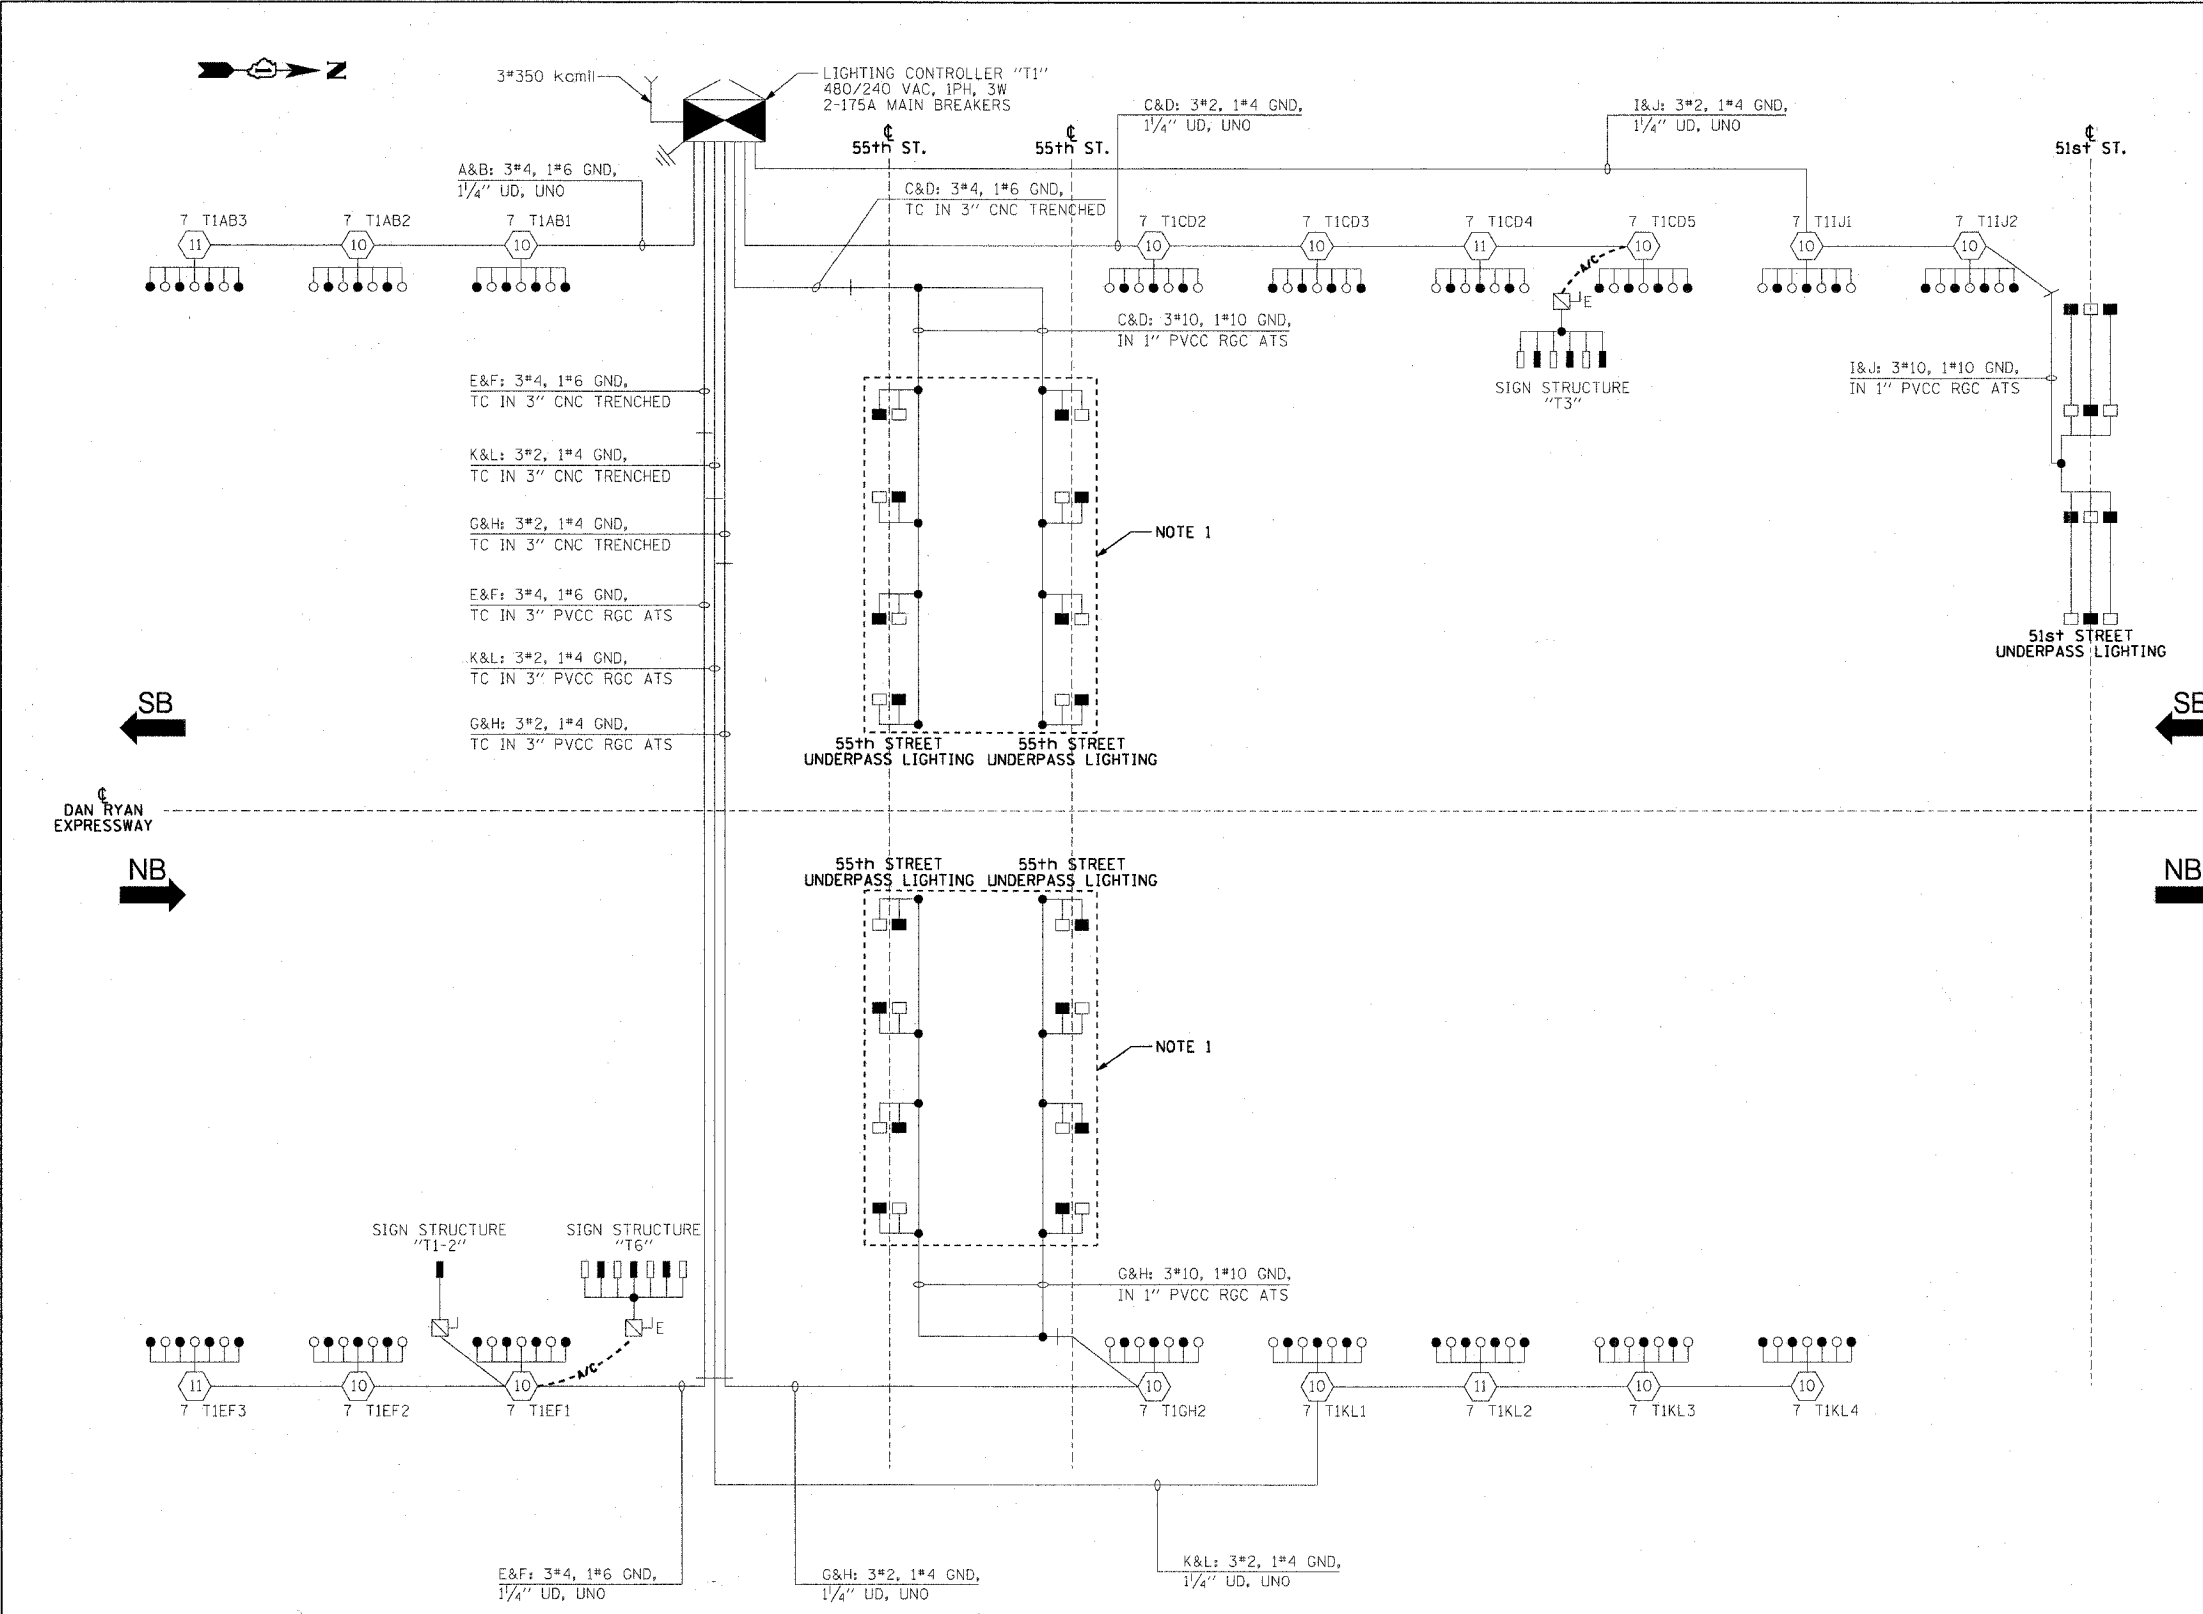 N
3#350 kcmil
LIGHTING CONTROLLER "T1"
480/240 VAC, 1PH, 3W
2-175A MAIN BREAKERS
C&D: 3#2, 1#4 GND,
1 1/4" UD, UNO
I&J: 3#2, 1#4 GND,
1 1/4" UD, UNO
℄
55th ST.
℄
55th ST.
℄
51st ST.
A&B: 3#4, 1#6 GND,
1 1/4" UD, UNO
C&D: 3#4, 1#6 GND,
TC IN 3" CNC TRENCHED
7 T1AB3
7 T1AB2
7 T1AB1
7 T1CD2
7 T1CD3
7 T1CD4
7 T1CD5
7 T1IJ1
7 T1IJ2
11
10
10
10
10
11
10
10
10
A/C
E
C&D: 3#10, 1#10 GND,
IN 1" PVCC RGC ATS
SIGN STRUCTURE
"T3"
I&J: 3#10, 1#10 GND,
IN 1" PVCC RGC ATS
E&F: 3#4, 1#6 GND,
TC IN 3" CNC TRENCHED
K&L: 3#2, 1#4 GND,
TC IN 3" CNC TRENCHED
G&H: 3#2, 1#4 GND,
TC IN 3" CNC TRENCHED
NOTE 1
E&F: 3#4, 1#6 GND,
TC IN 3" PVCC RGC ATS
K&L: 3#2, 1#4 GND,
TC IN 3" PVCC RGC ATS
G&H: 3#2, 1#4 GND,
TC IN 3" PVCC RGC ATS
51st STREET
UNDERPASS LIGHTING
SB
SB
55th STREET
UNDERPASS LIGHTING
55th STREET
UNDERPASS LIGHTING
℄
DAN RYAN
EXPRESSWAY
NB
NB
55th STREET
UNDERPASS LIGHTING
55th STREET
UNDERPASS LIGHTING
NOTE 1
SIGN STRUCTURE
"T1-2"
SIGN STRUCTURE
"T6"
E
A/C
G&H: 3#10, 1#10 GND,
IN 1" PVCC RGC ATS
11
10
10
10
10
11
10
10
7 T1EF3
7 T1EF2
7 T1EF1
7 T1GH2
7 T1KL1
7 T1KL2
7 T1KL3
7 T1KL4
E&F: 3#4, 1#6 GND,
1 1/4" UD, UNO
G&H: 3#2, 1#4 GND,
1 1/4" UD, UNO
K&L: 3#2, 1#4 GND,
1 1/4" UD, UNO